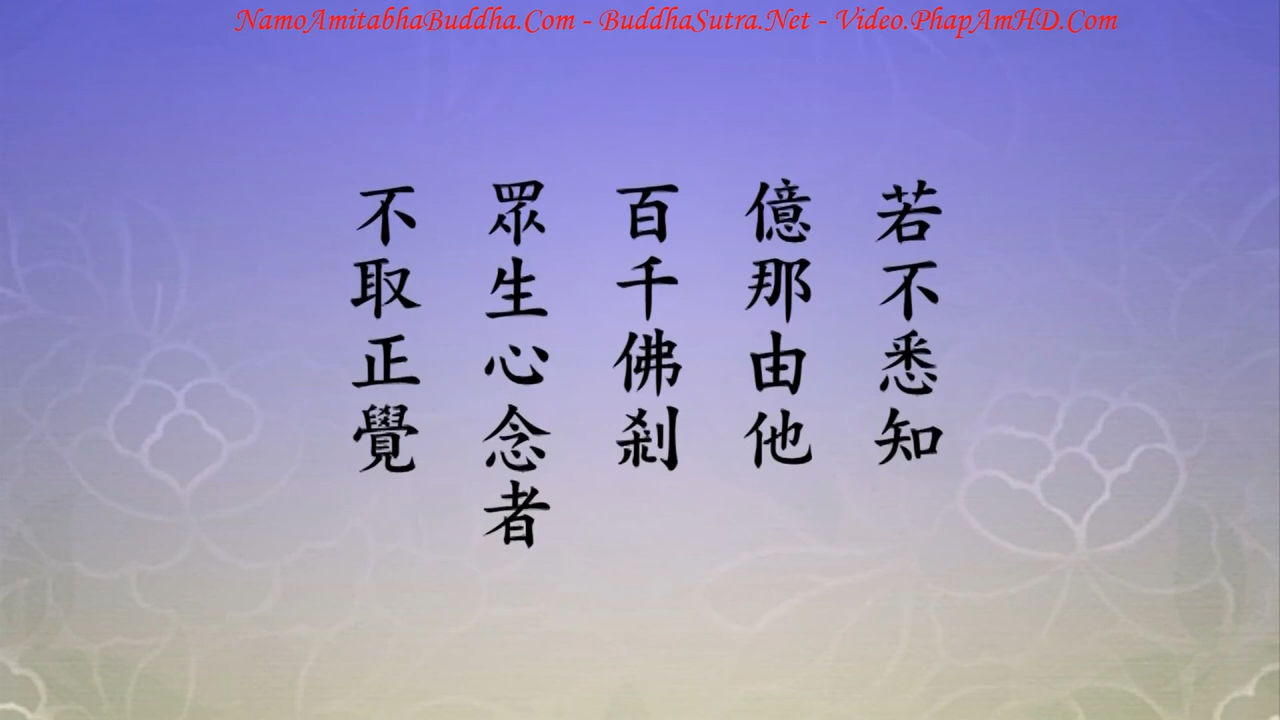 NamoAmitabhaBuddha.Com - BuddhaSutra.Net - Video.PhapAmHD.Com
若不悉知
億那由他
百千佛剎
眾生心念者
不取正覺